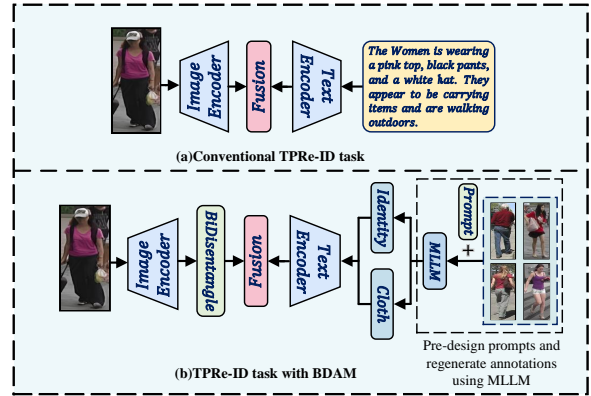 Image
Encoder
Fusion
Text
Encoder
The Women is wearing
a pink top, black pants,
and a white hat. They
appear to be carrying
items and are walking
outdoors.
(a)Conventional TPRe-ID task
Image
Encoder
BiDisentangle
Fusion
Text
Encoder
Identity
Cloth
MLLM
Prompt
+
Pre-design prompts and
regenerate annotations
using MLLM
(b)TPRe-ID task with BDAM